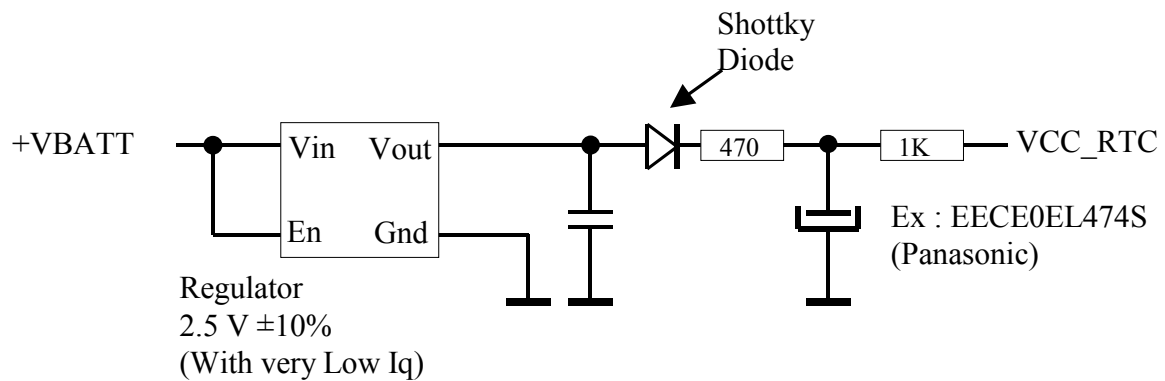 Shottky
Diode
+VBATT
Vin
Vout
470
1K
VCC_RTC
En
Gnd
Ex : EECE0EL474S
(Panasonic)
Regulator
2.5 V ±10%
(With very Low Iq)